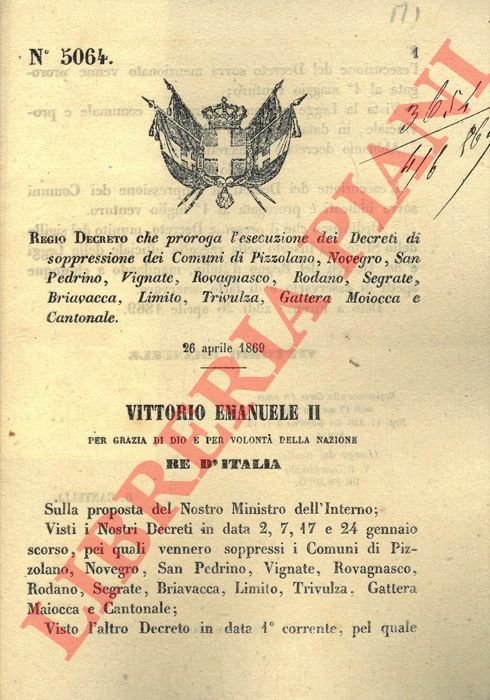 N° 5064.
1
3654
416
REGIO DECRETO che proroga l'esecuzione dei Decreti di
soppressione dei Comuni di Pizzolano, Novegro, San
Pedrino, Vignate, Rovagnasco, Rodano, Segrate,
Briavacca, Limito, Trivulza, Gattera Moiocca e
Cantonale.
26 aprile 1869
VITTORIO EMANUELE II
PER GRAZIA DI DIO E PER VOLONTÀ DELLA NAZIONE
RE D'ITALIA
Sulla proposta del Nostro Ministro dell'Interno;
Visti i Nostri Decreti in data 2, 7, 17 e 24 gennaio
scorso, pei quali vennero soppressi i Comuni di Piz-
zolano, Novegro, San Pedrino, Vignate, Rovagnasco,
Rodano, Segrate, Briavacca, Limito, Trivulza, Gattera
Maiocca e Cantonale;
Visto l'altro Decreto in data 1° corrente, pel quale
LIBRERIA PIANI